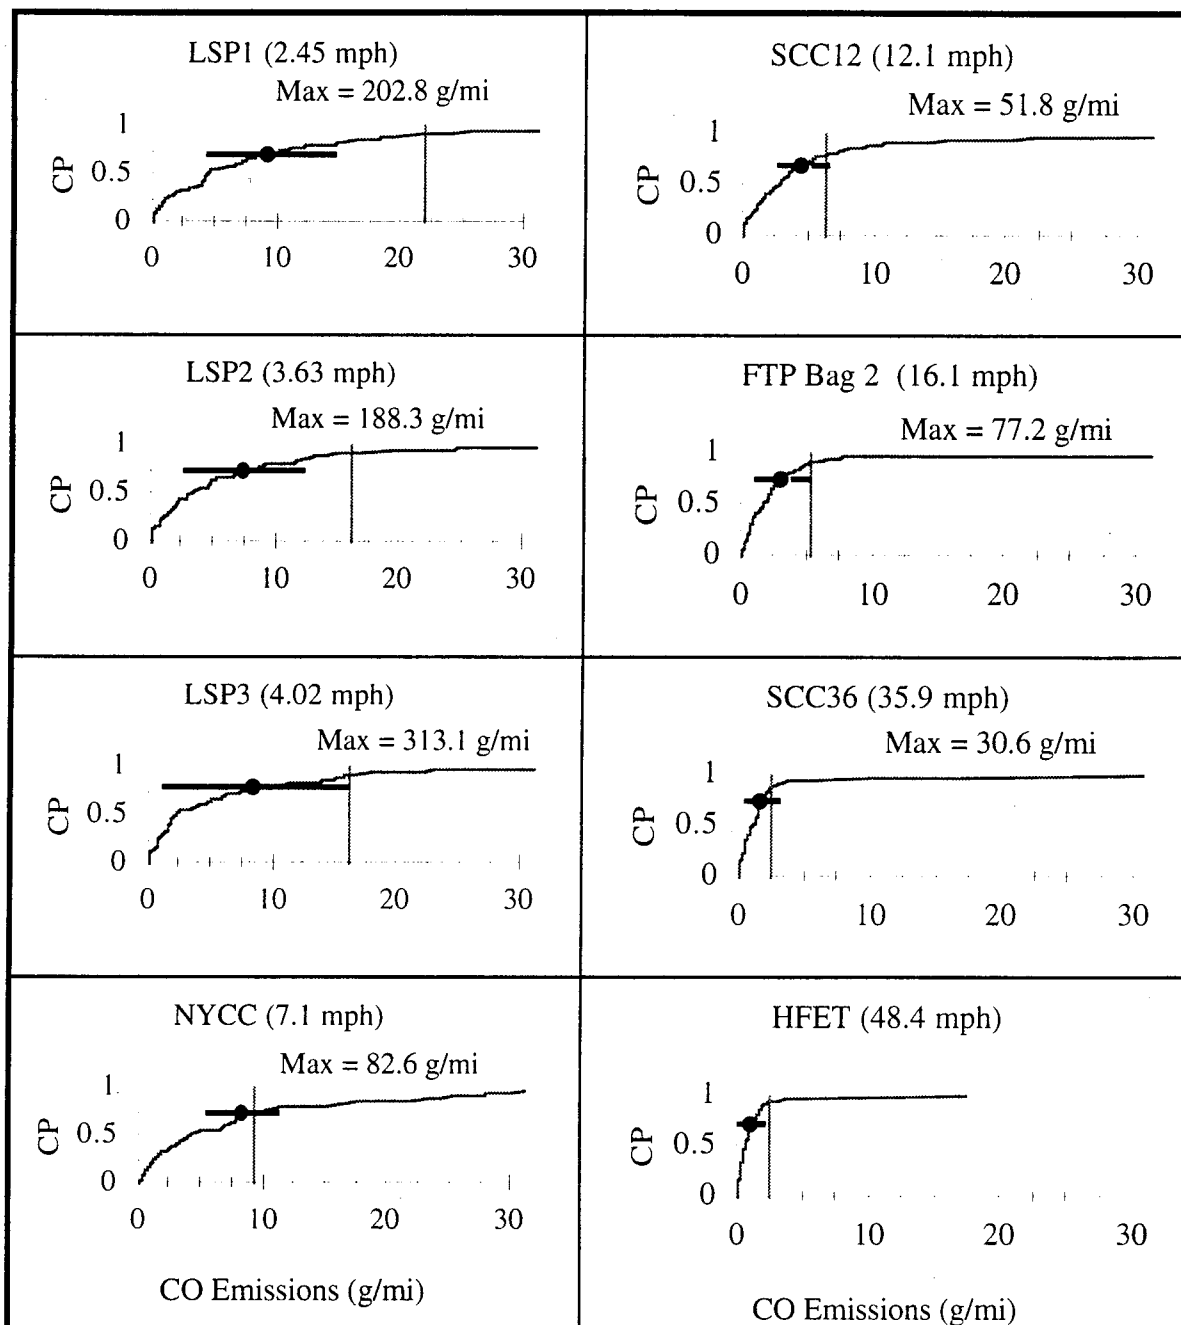 LSP1 (2.45 mph)
Max = 202.8 g/mi
CP
1
0.5
0
0 10 20 30
SCC12 (12.1 mph)
Max = 51.8 g/mi
CP
1
0.5
0
0 10 20 30
LSP2 (3.63 mph)
Max = 188.3 g/mi
CP
1
0.5
0
0 10 20 30
FTP Bag 2 (16.1 mph)
Max = 77.2 g/mi
CP
1
0.5
0
0 10 20 30
LSP3 (4.02 mph)
Max = 313.1 g/mi
CP
1
0.5
0
0 10 20 30
SCC36 (35.9 mph)
Max = 30.6 g/mi
CP
1
0.5
0
0 10 20 30
NYCC (7.1 mph)
Max = 82.6 g/mi
CP
1
0.5
0
0 10 20 30
CO Emissions (g/mi)
HFET (48.4 mph)
CP
1
0.5
0
0 10 20 30
CO Emissions (g/mi)